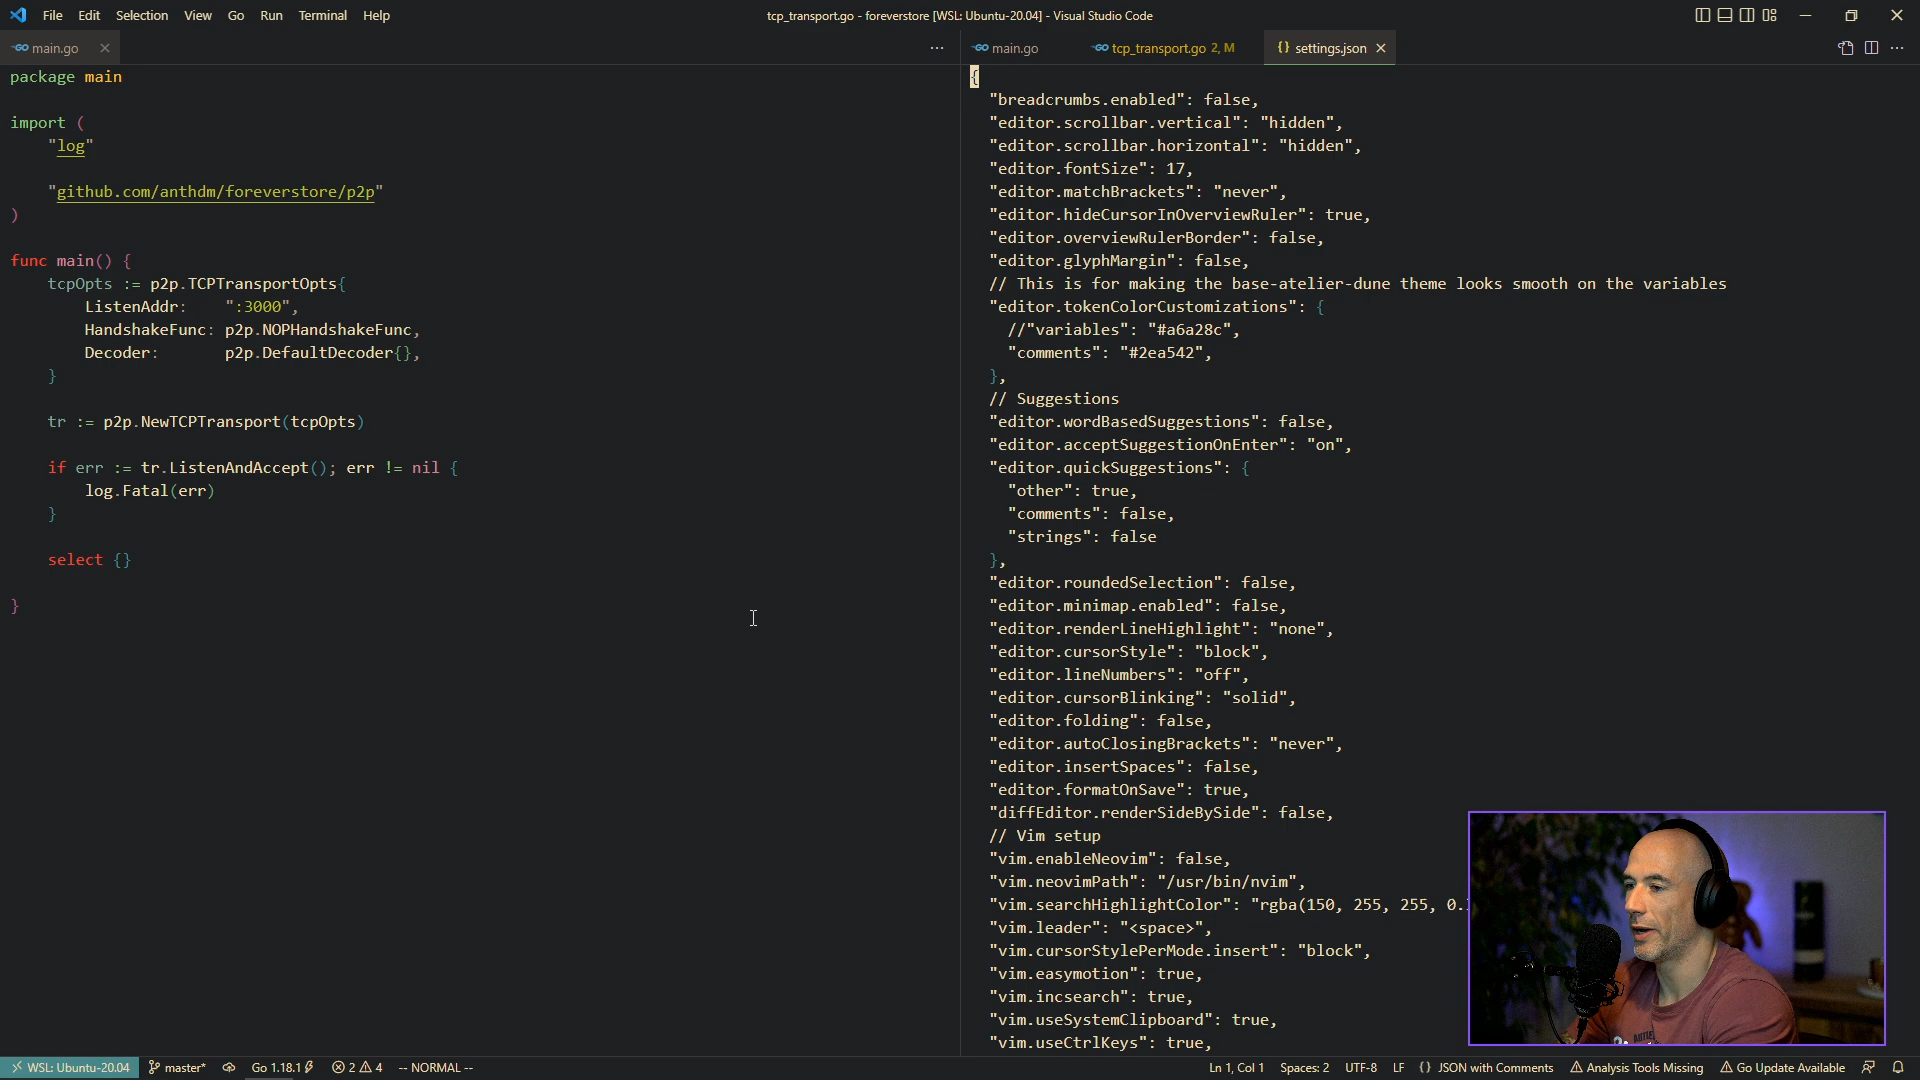 File Edit Selection View Go Run Terminal Help
tcp_transport.go - foreverstore [WSL: Ubuntu-20.04] - Visual Studio Code
main.go
package main
import (
"log"
"github.com/anthdm/foreverstore/p2p"
)
func main() {
tcpOpts := p2p.TCPTransportOpts{
ListenAddr: ":3000",
HandshakeFunc: p2p.NOPHandshakeFunc,
Decoder: p2p.DefaultDecoder{},
}
tr := p2p.NewTCPTransport(tcpOpts)
if err := tr.ListenAndAccept(); err != nil {
log.Fatal(err)
}
select {}
}
main.go tcp_transport.go 2, M {} settings.json
{
"breadcrumbs.enabled": false,
"editor.scrollbar.vertical": "hidden",
"editor.scrollbar.horizontal": "hidden",
"editor.fontSize": 17,
"editor.matchBrackets": "never",
"editor.hideCursorInOverviewRuler": true,
"editor.overviewRulerBorder": false,
"editor.glyphMargin": false,
// This is for making the base-atelier-dune theme looks smooth on the variables
"editor.tokenColorCustomizations": {
//"variables": "#a6a28c",
"comments": "#2ea542",
},
// Suggestions
"editor.wordBasedSuggestions": false,
"editor.acceptSuggestionOnEnter": "on",
"editor.quickSuggestions": {
"other": true,
"comments": false,
"strings": false
},
"editor.roundedSelection": false,
"editor.minimap.enabled": false,
"editor.renderLineHighlight": "none",
"editor.cursorStyle": "block",
"editor.lineNumbers": "off",
"editor.cursorBlinking": "solid",
"editor.folding": false,
"editor.autoClosingBrackets": "never",
"editor.insertSpaces": false,
"editor.formatOnSave": true,
"diffEditor.renderSideBySide": false,
// Vim setup
"vim.enableNeovim": false,
"vim.neovimPath": "/usr/bin/nvim",
"vim.searchHighlightColor": "rgba(150, 255, 255, 0.
"vim.leader": "<space>",
"vim.cursorStylePerMode.insert": "block",
"vim.easymotion": true,
"vim.incsearch": true,
"vim.useSystemClipboard": true,
"vim.useCtrlKeys": true,
WSL: Ubuntu-20.04 master* Go 1.18.1 2 4 -- NORMAL -- Ln 1, Col 1 Spaces: 2 UTF-8 LF {} JSON with Comments Analysis Tools Missing Go Update Available